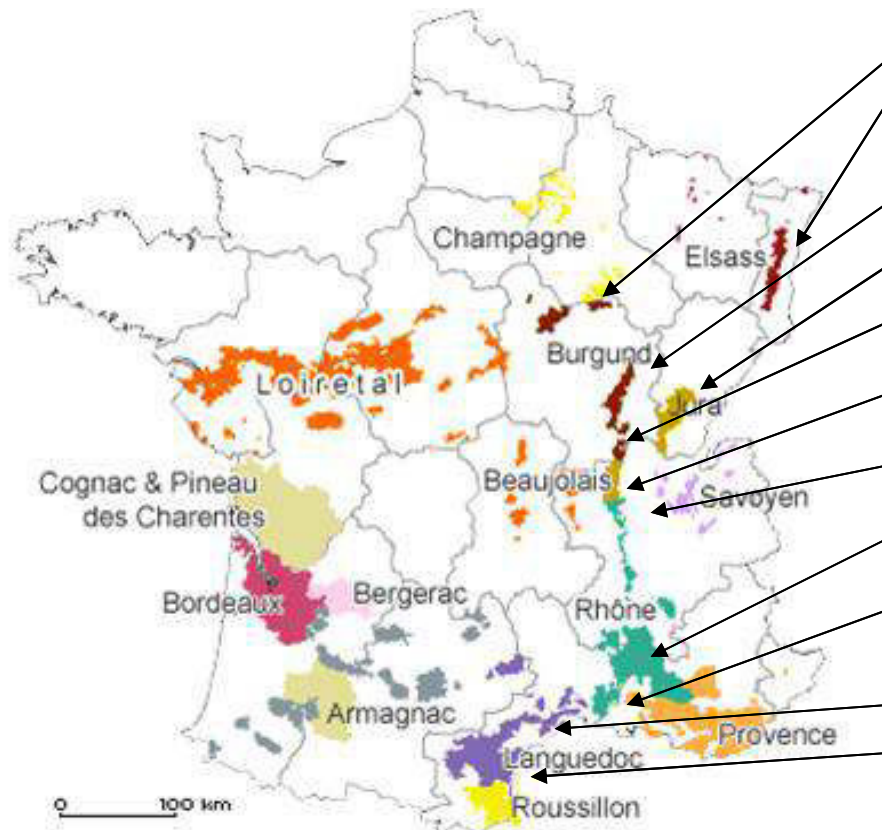 Champagne
Elsass
Burgund
Loiretal
Jura
Cognac & Pineau
des Charentes
Beaujolais
Savoyen
Bordeaux
Bergerac
Rhône
Armagnac
Provence
Languedoc
Roussillon
0 100 km